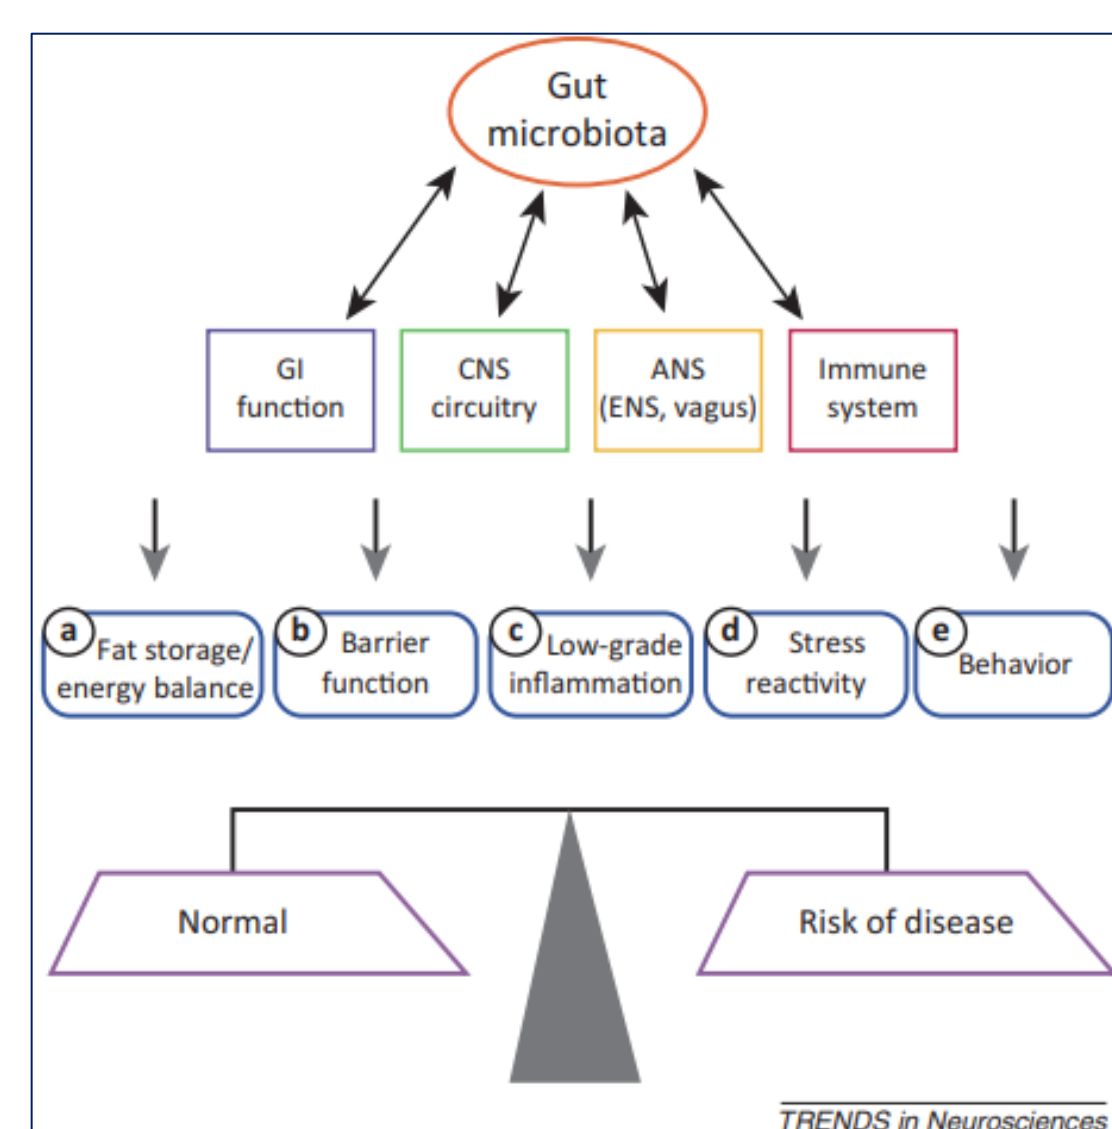 Gut
microbiota
GI
function
CNS
circuitry
ANS
(ENS, vagus)
Immune
system
a
Fat storage/
energy balance
b
Barrier
function
c
Low-grade
inflammation
d
Stress
reactivity
e
Behavior
Normal
Risk of disease
TRENDS in Neurosciences